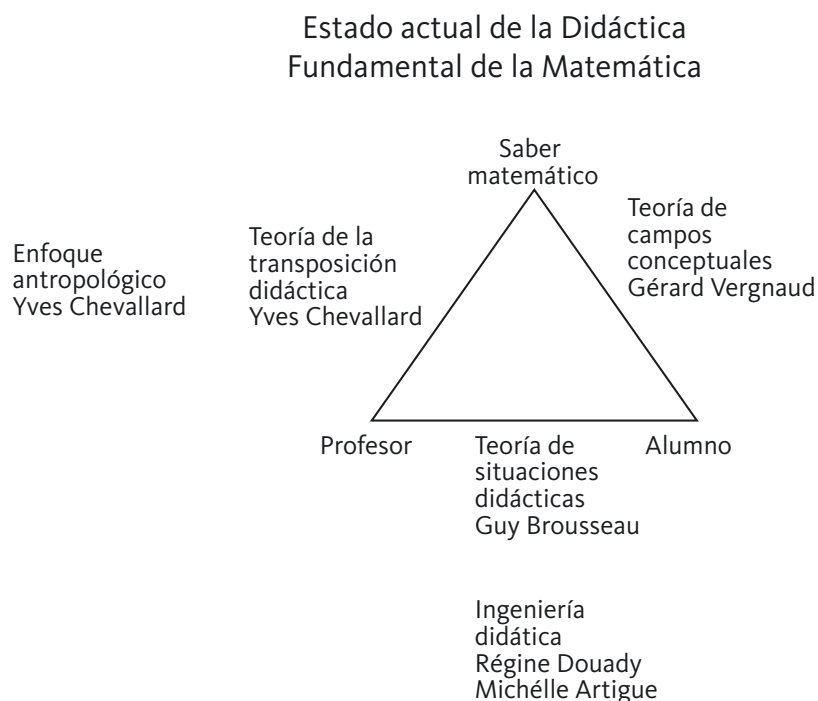 Estado actual de la Didáctica
Fundamental de la Matemática
Saber
matemático
Enfoque
antropológico
Yves Chevallard
Teoría de la
transposición
didáctica
Yves Chevallard
Teoría de
campos
conceptuales
Gérard Vergnaud
Profesor
Teoría de
situaciones
didácticas
Guy Brousseau
Alumno
Ingeniería
didática
Régine Douady
Michélle Artigue